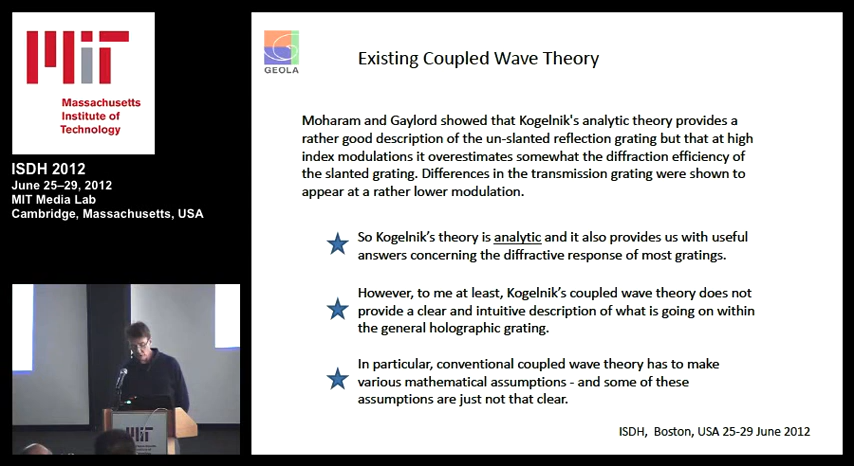 MIT
Massachusetts
Institute of
Technology
ISDH 2012
June 25–29, 2012
MIT Media Lab
Cambridge, Massachusetts, USA
GEOLA
Existing Coupled Wave Theory
Moharam and Gaylord showed that Kogelnik's analytic theory provides a
rather good description of the un-slanted reflection grating but that at high
index modulations it overestimates somewhat the diffraction efficiency of
the slanted grating. Differences in the transmission grating were shown to
appear at a rather lower modulation.
So Kogelnik’s theory is analytic and it also provides us with useful
answers concerning the diffractive response of most gratings.
However, to me at least, Kogelnik’s coupled wave theory does not
provide a clear and intuitive description of what is going on within
the general holographic grating.
In particular, conventional coupled wave theory has to make
various mathematical assumptions - and some of these
assumptions are just not that clear.
ISDH, Boston, USA 25-29 June 2012
MIT